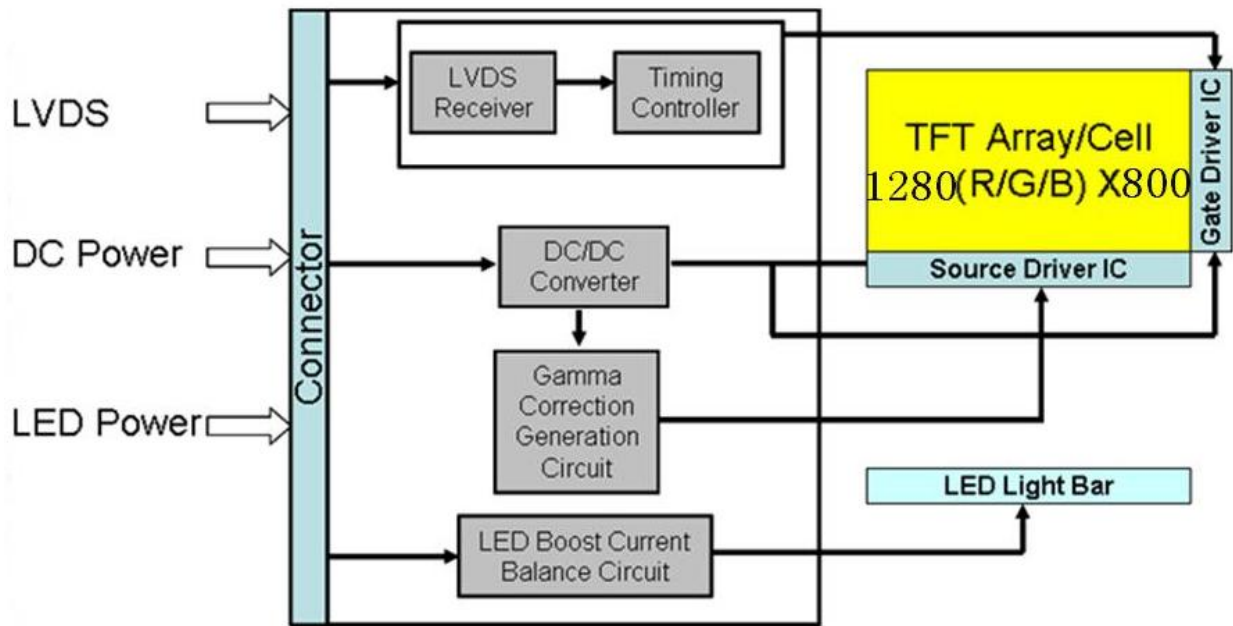 LVDS
DC Power
LED Power
Connector
LVDS
Receiver
Timing
Controller
DC/DC
Converter
Gamma
Correction
Generation
Circuit
LED Boost Current
Balance Circuit
TFT Array/Cell
1280(R/G/B) X800
Gate Driver IC
Source Driver IC
LED Light Bar